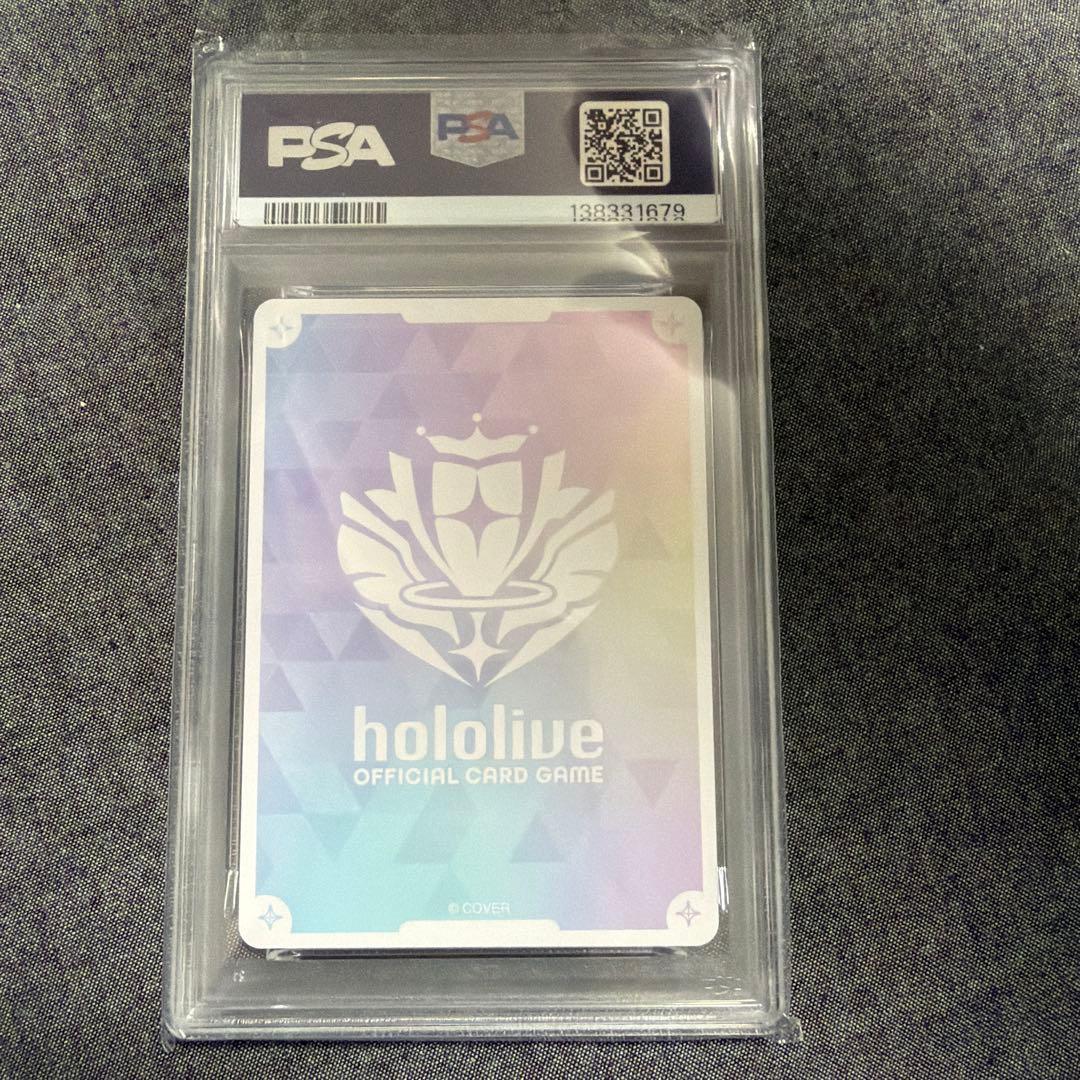 PSA
PSA
138331679
hololive
OFFICIAL CARD GAME
© COVER